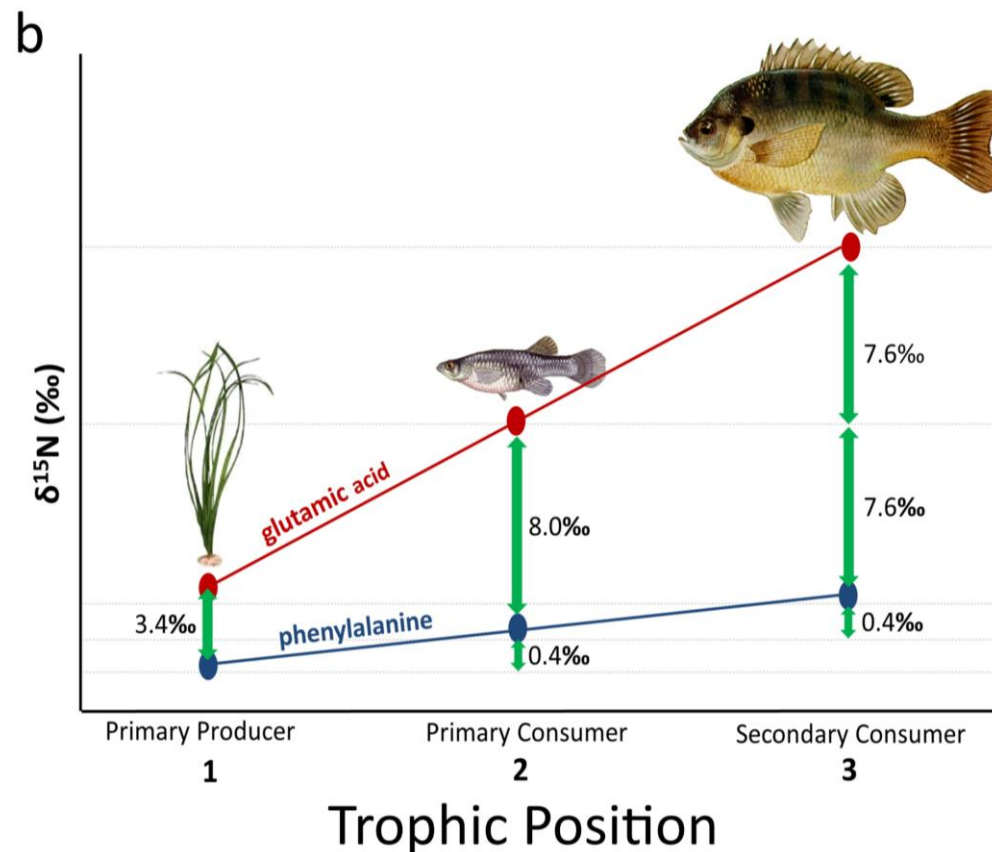 b
7.6‰
δ¹⁵N (‰)
glutamic acid
8.0‰
7.6‰
3.4‰
phenylalanine
0.4‰
0.4‰
Primary Producer
Primary Consumer
Secondary Consumer
1
2
3
Trophic Position